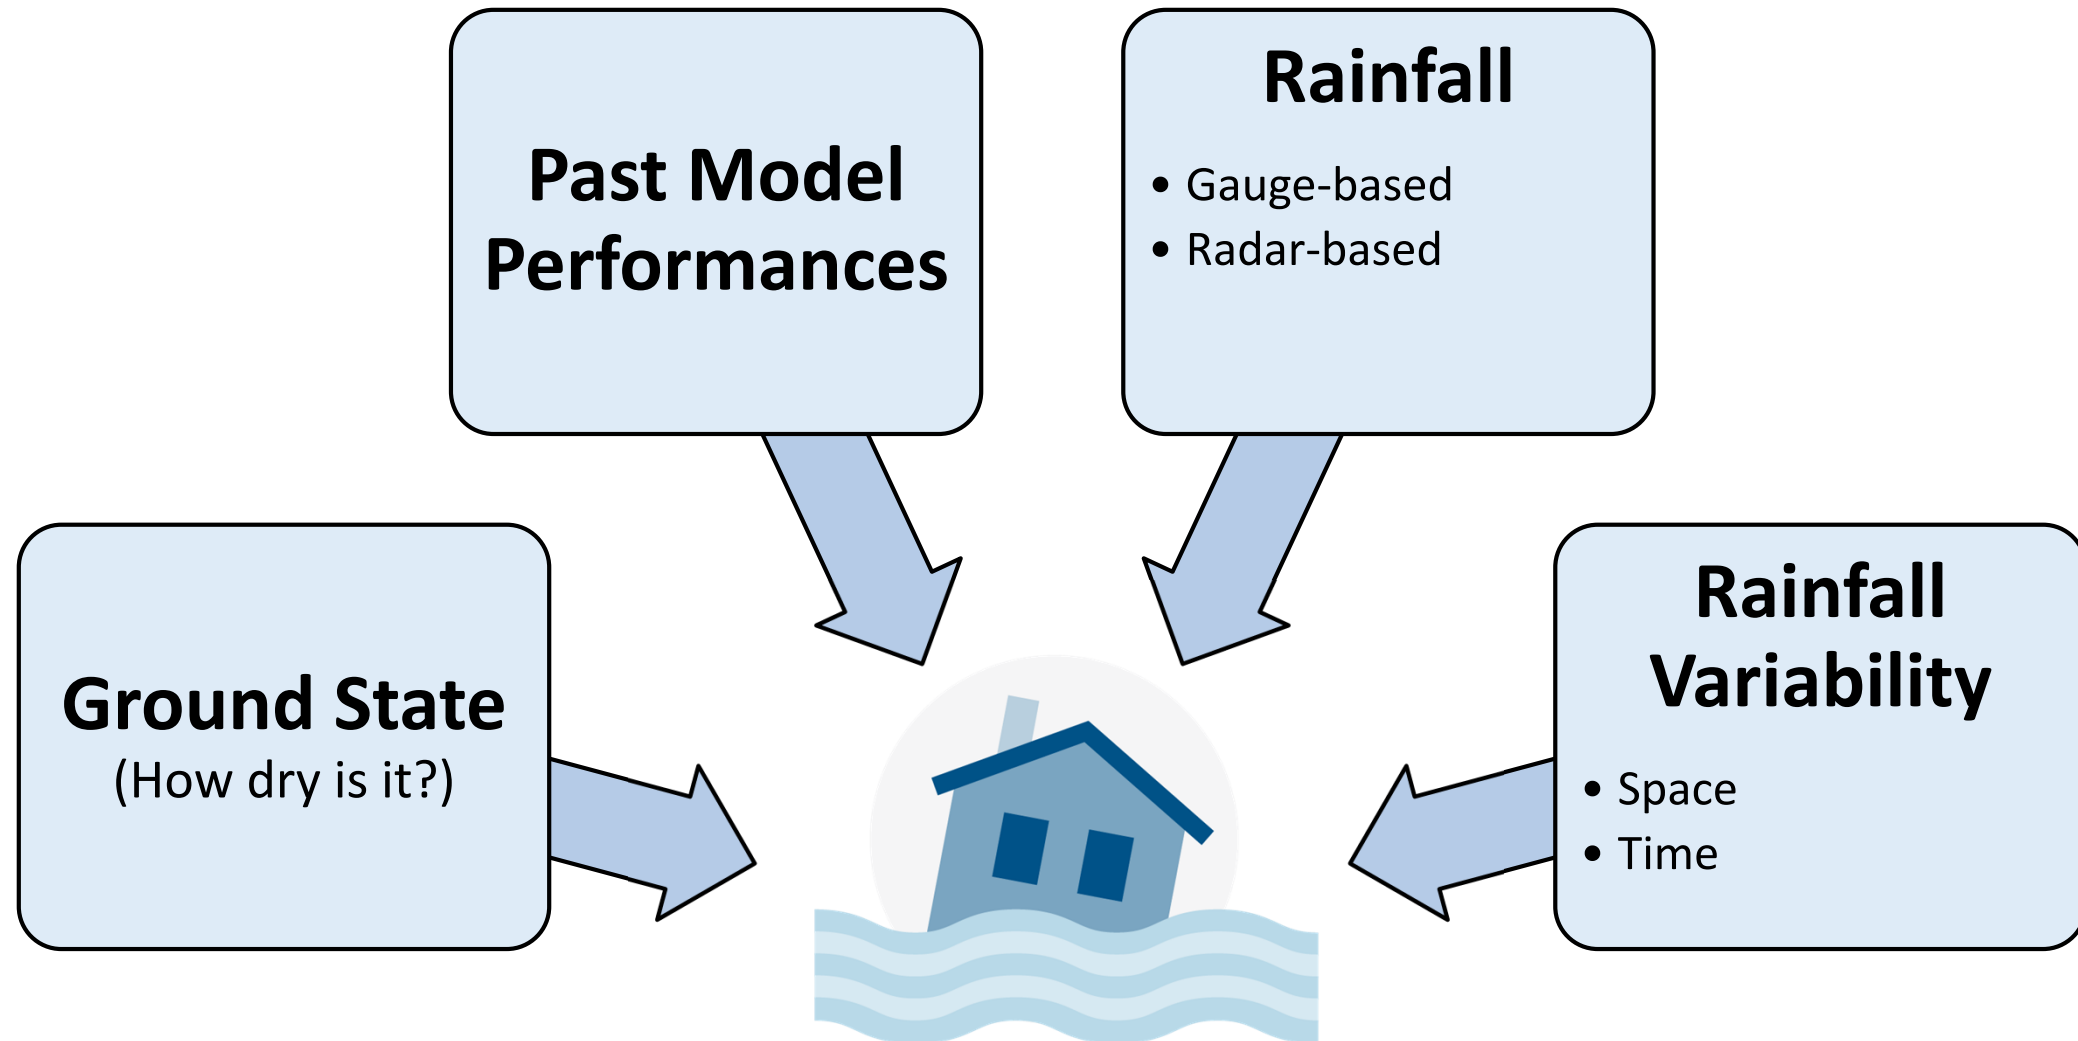 Past Model
Performances
Rainfall
• Gauge-based
• Radar-based
Ground State
(How dry is it?)
Rainfall
Variability
• Space
• Time